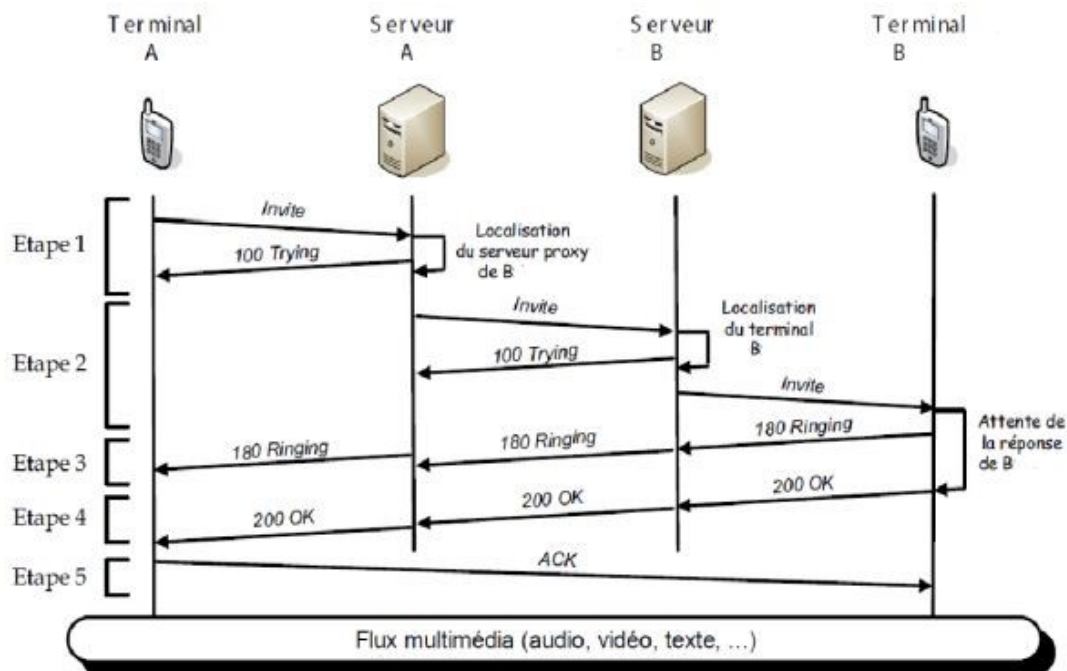 Terminal
A
Serveur
A
Serveur
B
Terminal
B
Etape 1
Invite
100 Trying
Localisation
du serveur proxy
de B
Etape 2
Invite
100 Trying
Localisation
du terminal
B
Invite
Attente de
la réponse
de B
Etape 3
180 Ringing
180 Ringing
180 Ringing
Etape 4
200 OK
200 OK
200 OK
Etape 5
ACK
Flux multimédia (audio, vidéo, texte, ...)